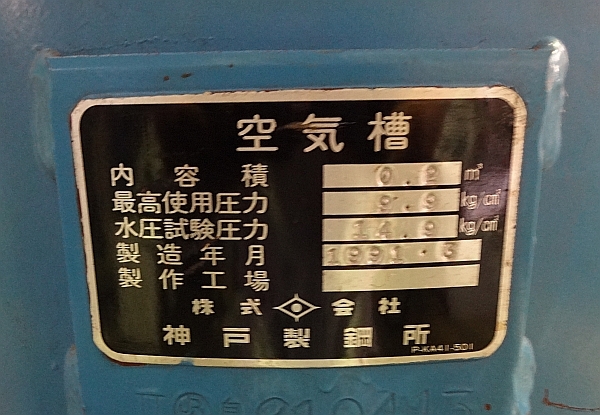 空気槽
内容積 0.2 m³
最高使用圧力 9.9 kg/cm²
水圧試験圧力 14.9 kg/cm²
製造年月 1991・3
製作工場
株式会社
神戸製鋼所
P-KA411-501